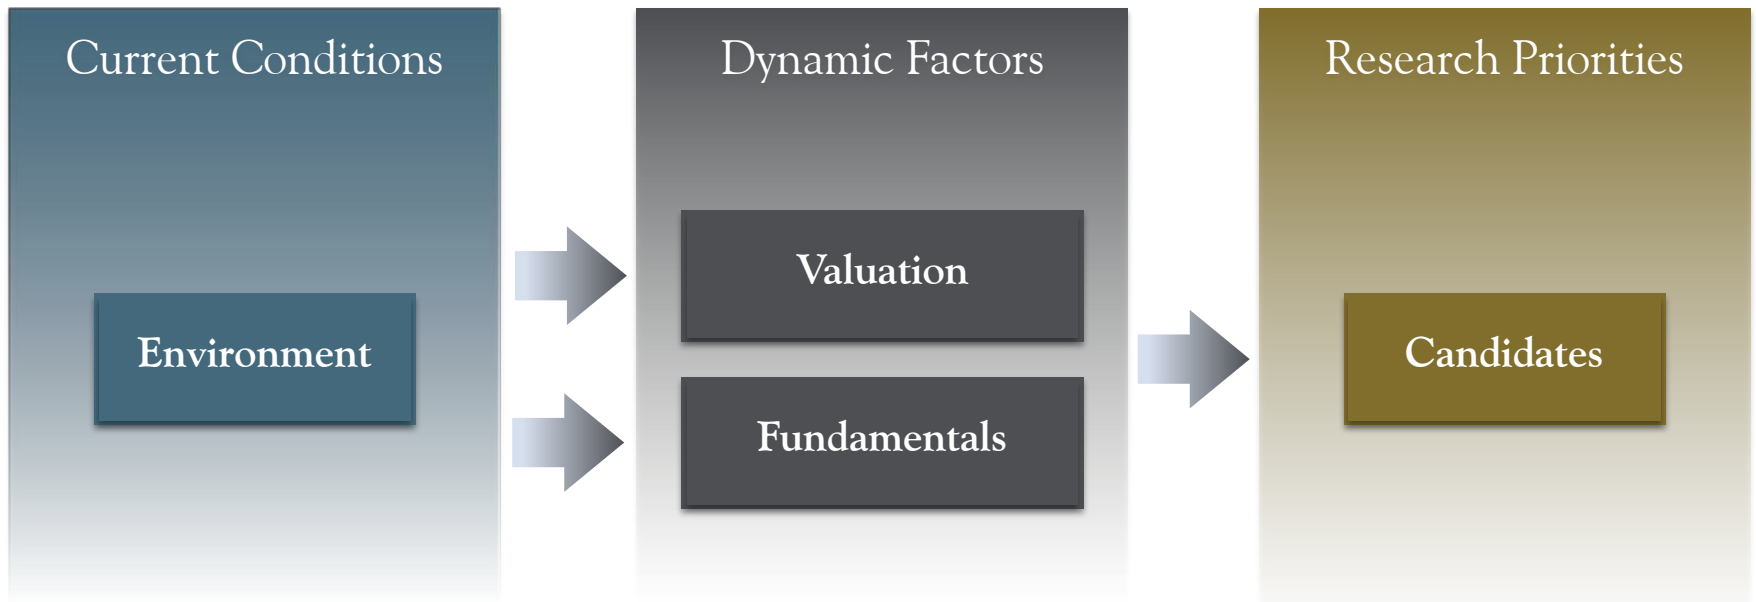 Current Conditions
Environment
Dynamic Factors
Valuation
Fundamentals
Research Priorities
Candidates